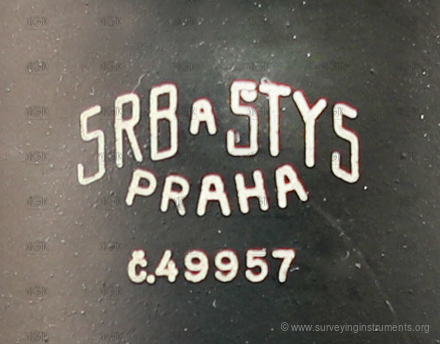 SRB A ŠTYS
PRAHA
č.49957
© www.surveyinginstruments.org